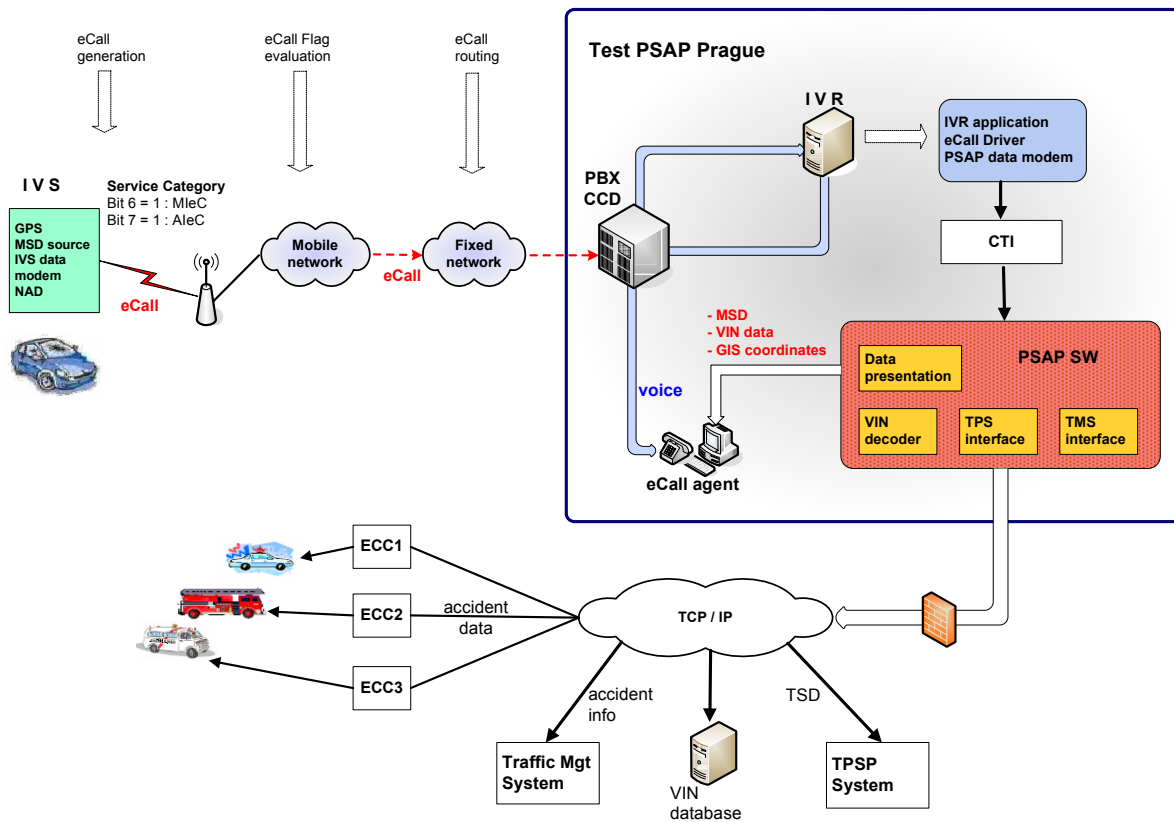 eCall
generation
eCall Flag
evaluation
eCall
routing
Test PSAP Prague
I V R
IVR application
eCall Driver
PSAP data modem
I V S
Service Category
Bit 6 = 1 : MIeC
Bit 7 = 1 : AIeC
GPS
MSD source
IVS data
modem
NAD
eCall
Mobile
network
eCall
Fixed
network
PBX
CCD
CTI
- MSD
- VIN data
- GIS coordinates
PSAP SW
Data
presentation
VIN
decoder
TPS
interface
TMS
interface
voice
eCall agent
ECC1
ECC2
ECC3
accident
data
TCP / IP
accident
info
TSD
Traffic Mgt
System
VIN
database
TPSP
System